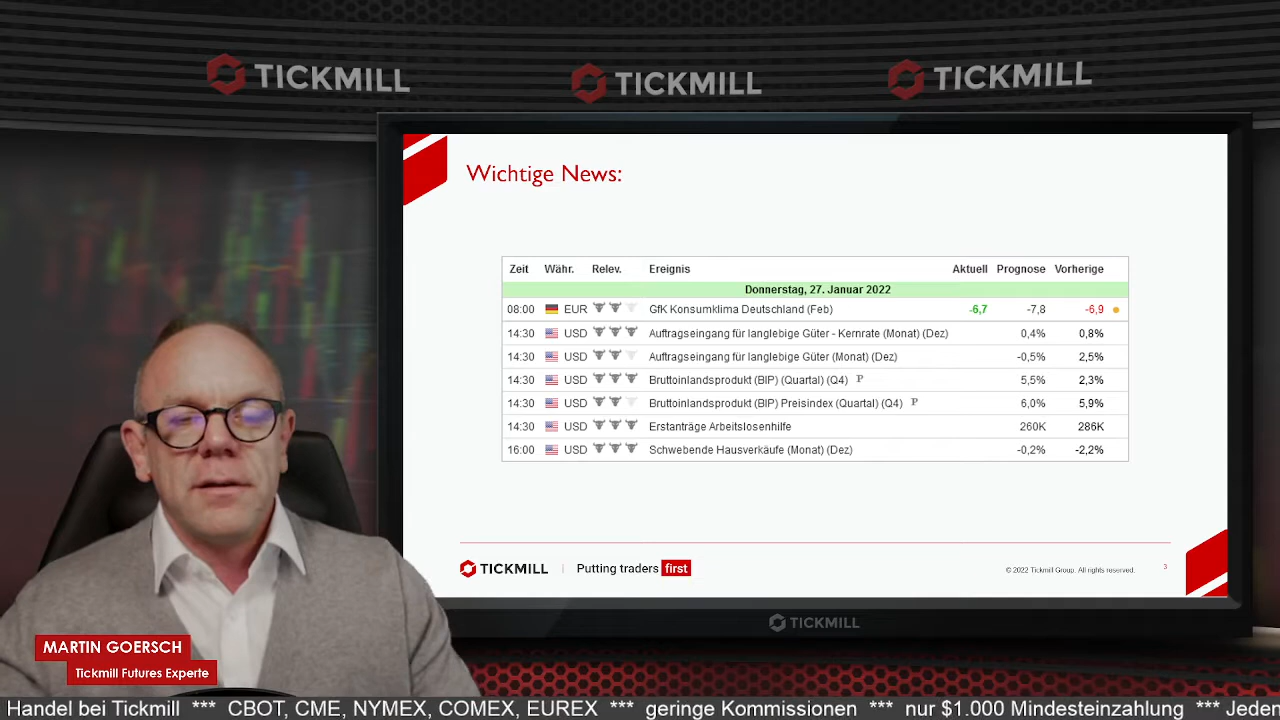 TICKMILL
TICKMILL
TICKMILL
Wichtige News:
Zeit Währ. Relev. Ereignis Aktuell Prognose Vorherige
Donnerstag, 27. Januar 2022
08:00 EUR GfK Konsumklima Deutschland (Feb) -6,7 -7,8 -6,9
14:30 USD Auftragseingang für langlebige Güter - Kernrate (Monat) (Dez) 0,4% 0,8%
14:30 USD Auftragseingang für langlebige Güter (Monat) (Dez) -0,5% 2,5%
14:30 USD Bruttoinlandsprodukt (BIP) (Quartal) (Q4) P 5,5% 2,3%
14:30 USD Bruttoinlandsprodukt (BIP) Preisindex (Quartal) (Q4) P 6,0% 5,9%
14:30 USD Erstanträge Arbeitslosenhilfe 260K 286K
16:00 USD Schwebende Hausverkäufe (Monat) (Dez) -0,2% -2,2%
TICKMILL | Putting traders first
© 2022 Tickmill Group. All rights reserved. 3
TICKMILL
MARTIN GOERSCH
Tickmill Futures Experte
Handel bei Tickmill *** CBOT, CME, NYMEX, COMEX, EUREX *** geringe Kommissionen *** nur $1.000 Mindesteinzahlung *** Jeden